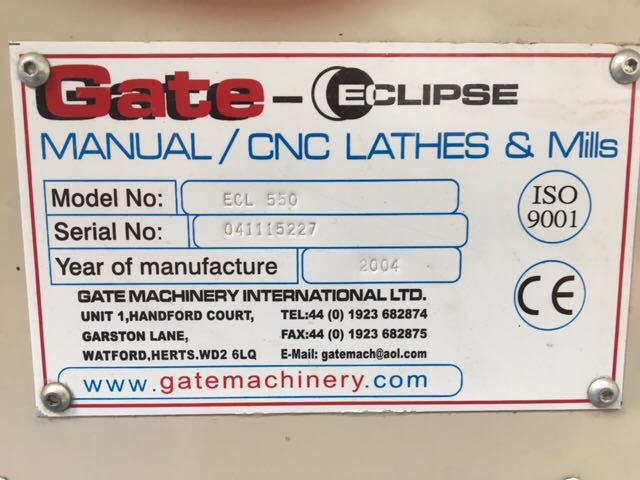 Gate-ECLIPSE
MANUAL/CNC LATHES & Mills
Model No: ECL 550
Serial No: 041115227
Year of manufacture 2004
ISO
9001
CE
GATE MACHINERY INTERNATIONAL LTD.
UNIT 1,HANDFORD COURT, TEL:44 (0) 1923 682874
GARSTON LANE, FAX:44 (0) 1923 682875
WATFORD,HERTS.WD2 6LQ E-Mail: gatemach@aol.com
www.gatemachinery.com